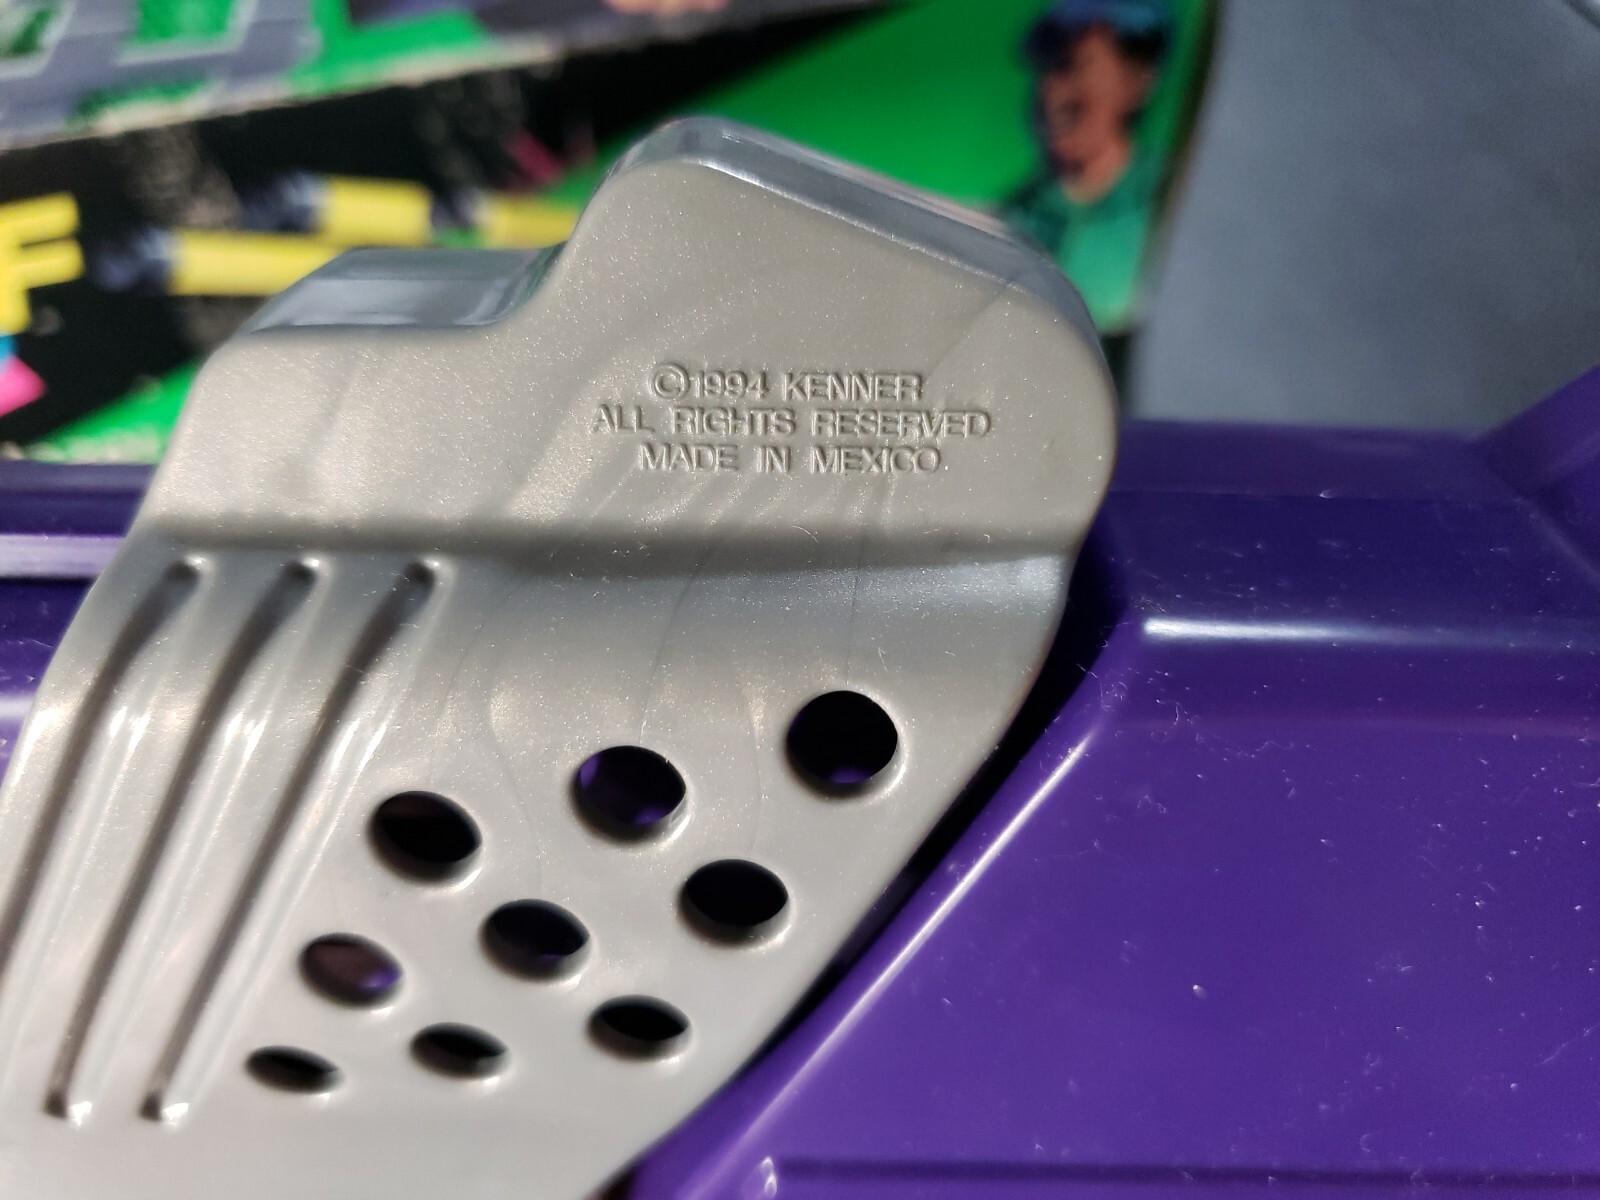 ©1994 KENNER
ALL RIGHTS RESERVED
MADE IN MEXICO